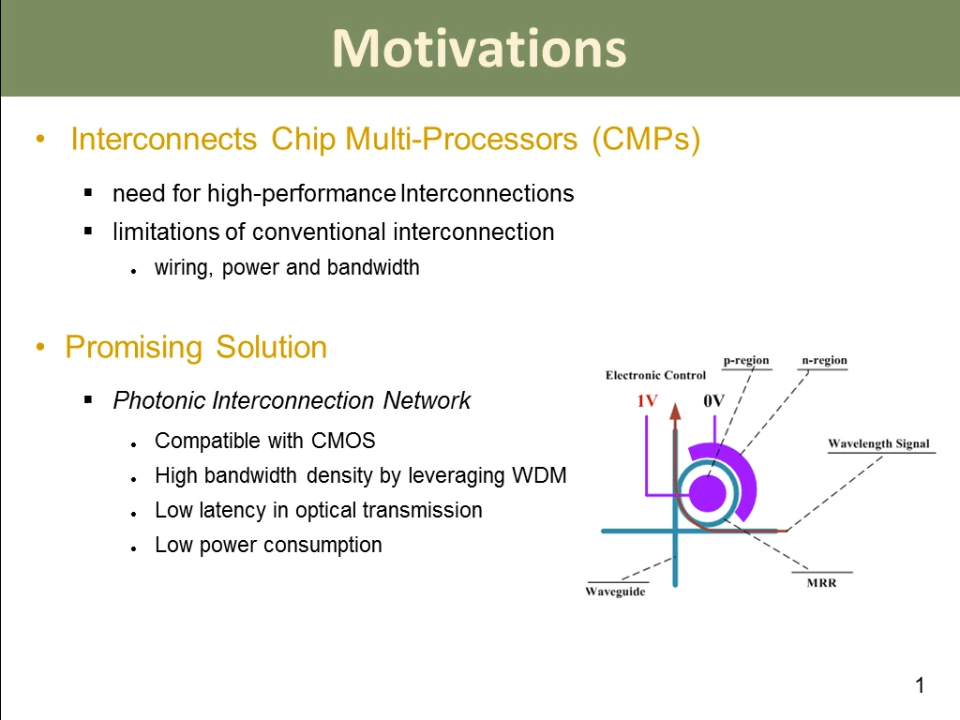 Motivations
• Interconnects Chip Multi-Processors (CMPs)
▪ need for high-performance Interconnections
▪ limitations of conventional interconnection
• wiring, power and bandwidth
• Promising Solution
▪ Photonic Interconnection Network
• Compatible with CMOS
• High bandwidth density by leveraging WDM
• Low latency in optical transmission
• Low power consumption
p-region
n-region
Electronic Control
1V
0V
Wavelength Signal
MRR
Waveguide
1